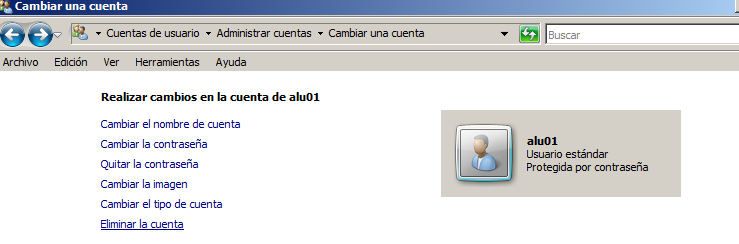 Cambiar una cuenta
Cuentas de usuario Administrar cuentas Cambiar una cuenta
Buscar
Archivo Edición Ver Herramientas Ayuda
Realizar cambios en la cuenta de alu01
Cambiar el nombre de cuenta
Cambiar la contraseña
Quitar la contraseña
Cambiar la imagen
Cambiar el tipo de cuenta
Eliminar la cuenta
alu01
Usuario estándar
Protegida por contraseña